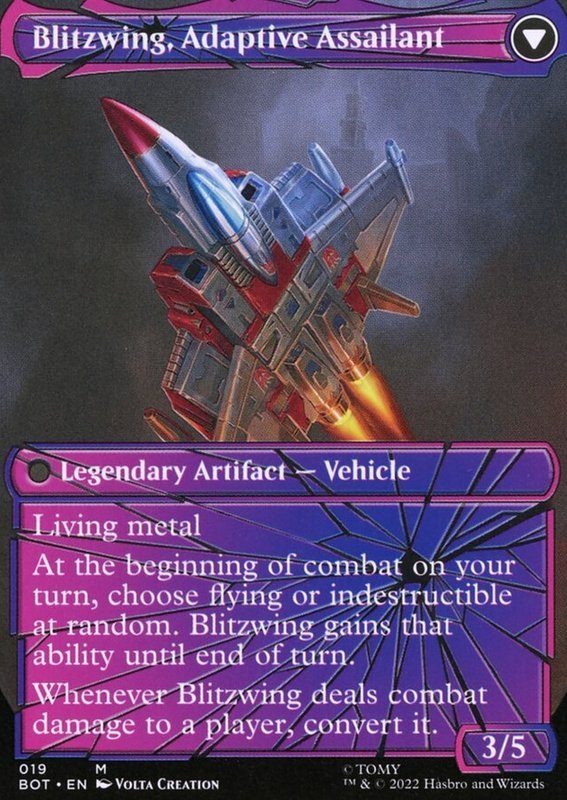 Blitzwing, Adaptive Assailant
Legendary Artifact — Vehicle
Living metal
At the beginning of combat on your
turn, choose flying or indestructible
at random. Blitzwing gains that
ability until end of turn.
Whenever Blitzwing deals combat
damage to a player, convert it.
3/5
019 M
BOT • EN Volta Creation
© TOMY
™ & © 2022 Hasbro and Wizards